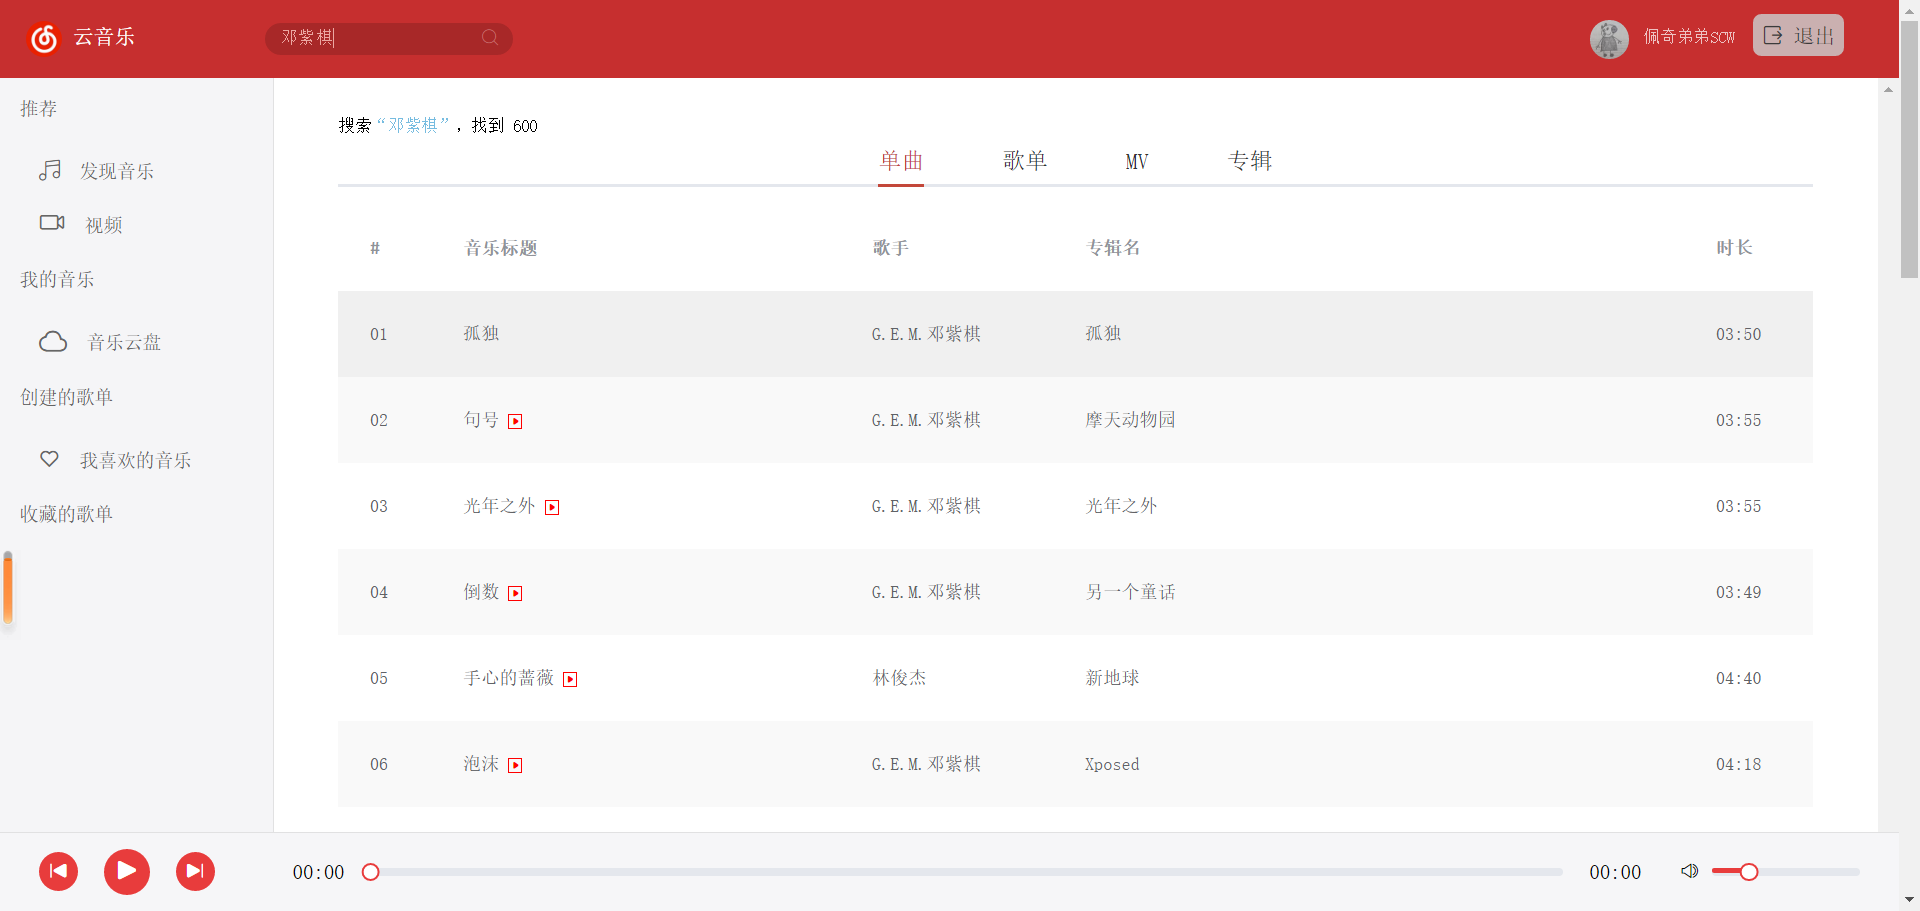 云音乐
邓紫棋
佩奇弟弟SCW
退出
推荐
发现音乐
视频
我的音乐
音乐云盘
创建的歌单
我喜欢的音乐
收藏的歌单
搜索“邓紫棋”，找到 600
单曲 歌单 MV 专辑
# 音乐标题 歌手 专辑名 时长
01 孤独 G.E.M.邓紫棋 孤独 03:50
02 句号 G.E.M.邓紫棋 摩天动物园 03:55
03 光年之外 G.E.M.邓紫棋 光年之外 03:55
04 倒数 G.E.M.邓紫棋 另一个童话 03:49
05 手心的蔷薇 林俊杰 新地球 04:40
06 泡沫 G.E.M.邓紫棋 Xposed 04:18
00:00 00:00